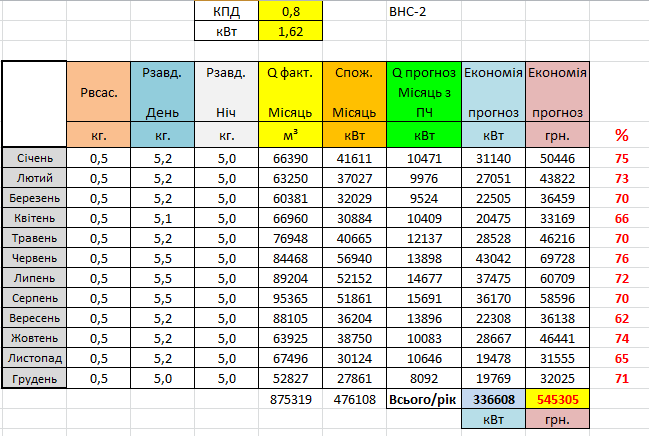 КПД 0,8 ВНС-2
кВт 1,62
Рвсас. Рзавд. День Рзавд. Ніч Q факт. Місяць Спож. Місяць Q прогноз Місяць з ПЧ Економія прогноз Економія прогноз
кг. кг. кг. м³ кВт кВт кВт грн. %
Січень 0,5 5,2 5,0 66390 41611 10471 31140 50446 75
Лютий 0,5 5,2 5,0 63250 37027 9976 27051 43822 73
Березень 0,5 5,2 5,0 60381 32029 9524 22505 36459 70
Квітень 0,5 5,1 5,0 66960 30884 10409 20475 33169 66
Травень 0,5 5,2 5,0 76948 40665 12137 28528 46216 70
Червень 0,5 5,5 5,0 84468 56940 13898 43042 69728 76
Липень 0,5 5,5 5,0 89204 52152 14677 37475 60709 72
Серпень 0,5 5,5 5,0 95365 51861 15691 36170 58596 70
Вересень 0,5 5,2 5,0 88105 36204 13896 22308 36138 62
Жовтень 0,5 5,2 5,0 63925 38750 10083 28667 46441 74
Листопад 0,5 5,2 5,0 67496 30124 10646 19478 31555 65
Грудень 0,5 5,0 5,0 52827 27861 8092 19769 32025 71
875319 476108 Всього/рік 336608 545305
кВт грн.